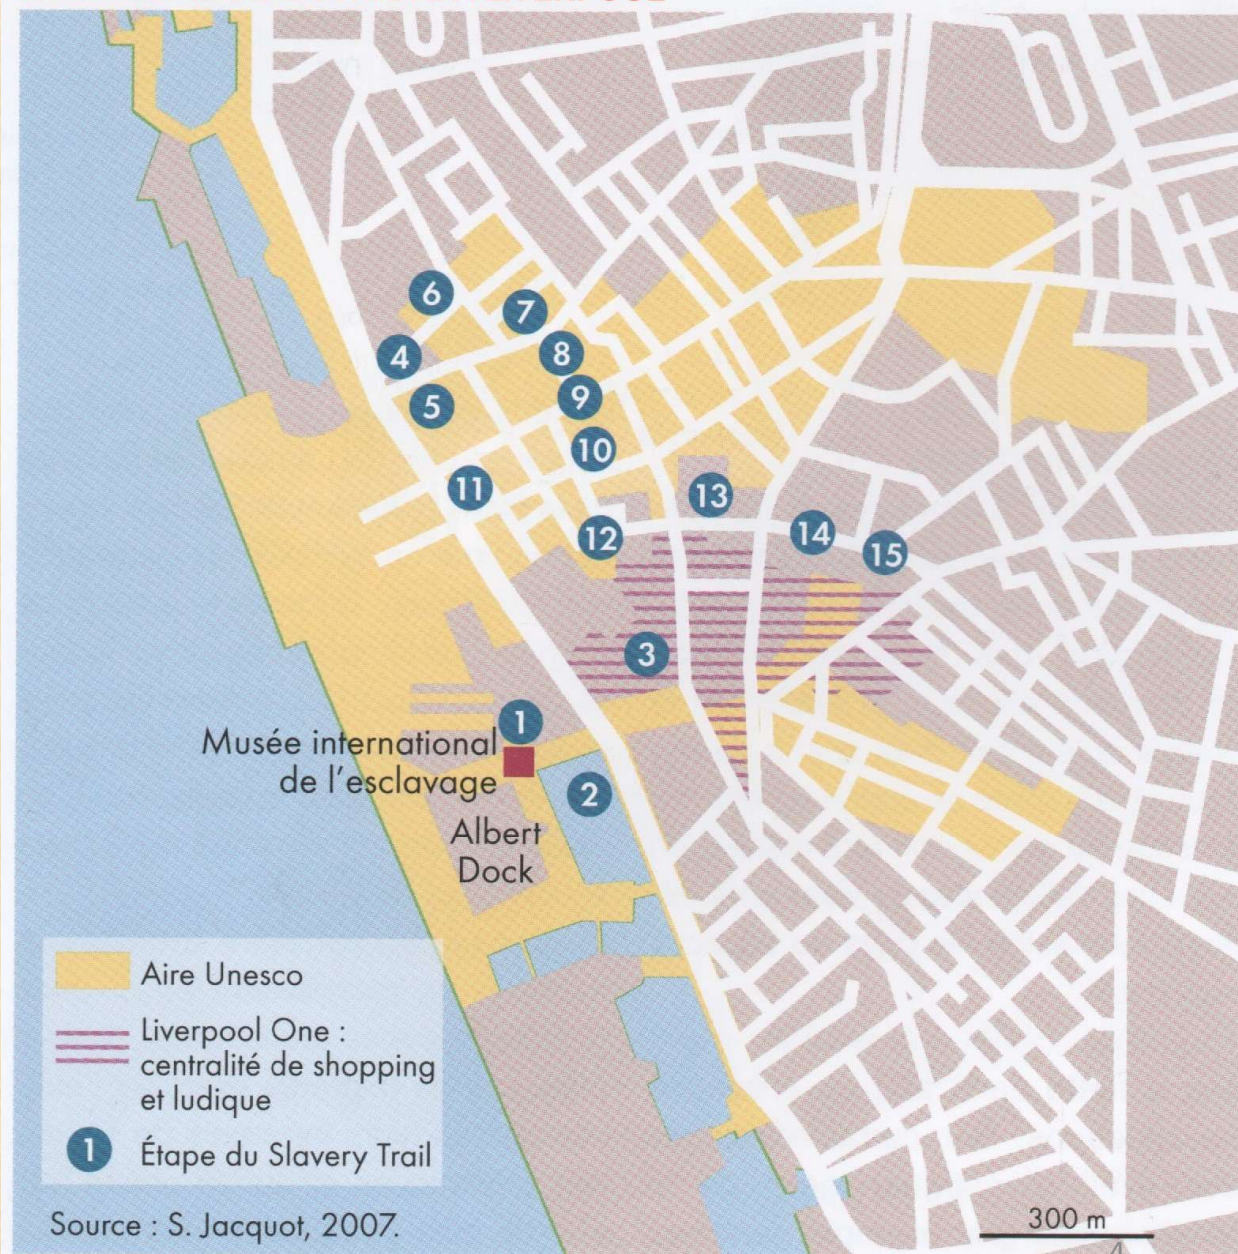 6
7
4
8
5
9
10
11
13
12
14
15
3
1
Musée international
de l'esclavage
2
Albert
Dock
Aire Unesco
Liverpool One :
centralité de shopping
et ludique
1
Étape du Slavery Trail
Source : S. Jacquot, 2007.
300 m